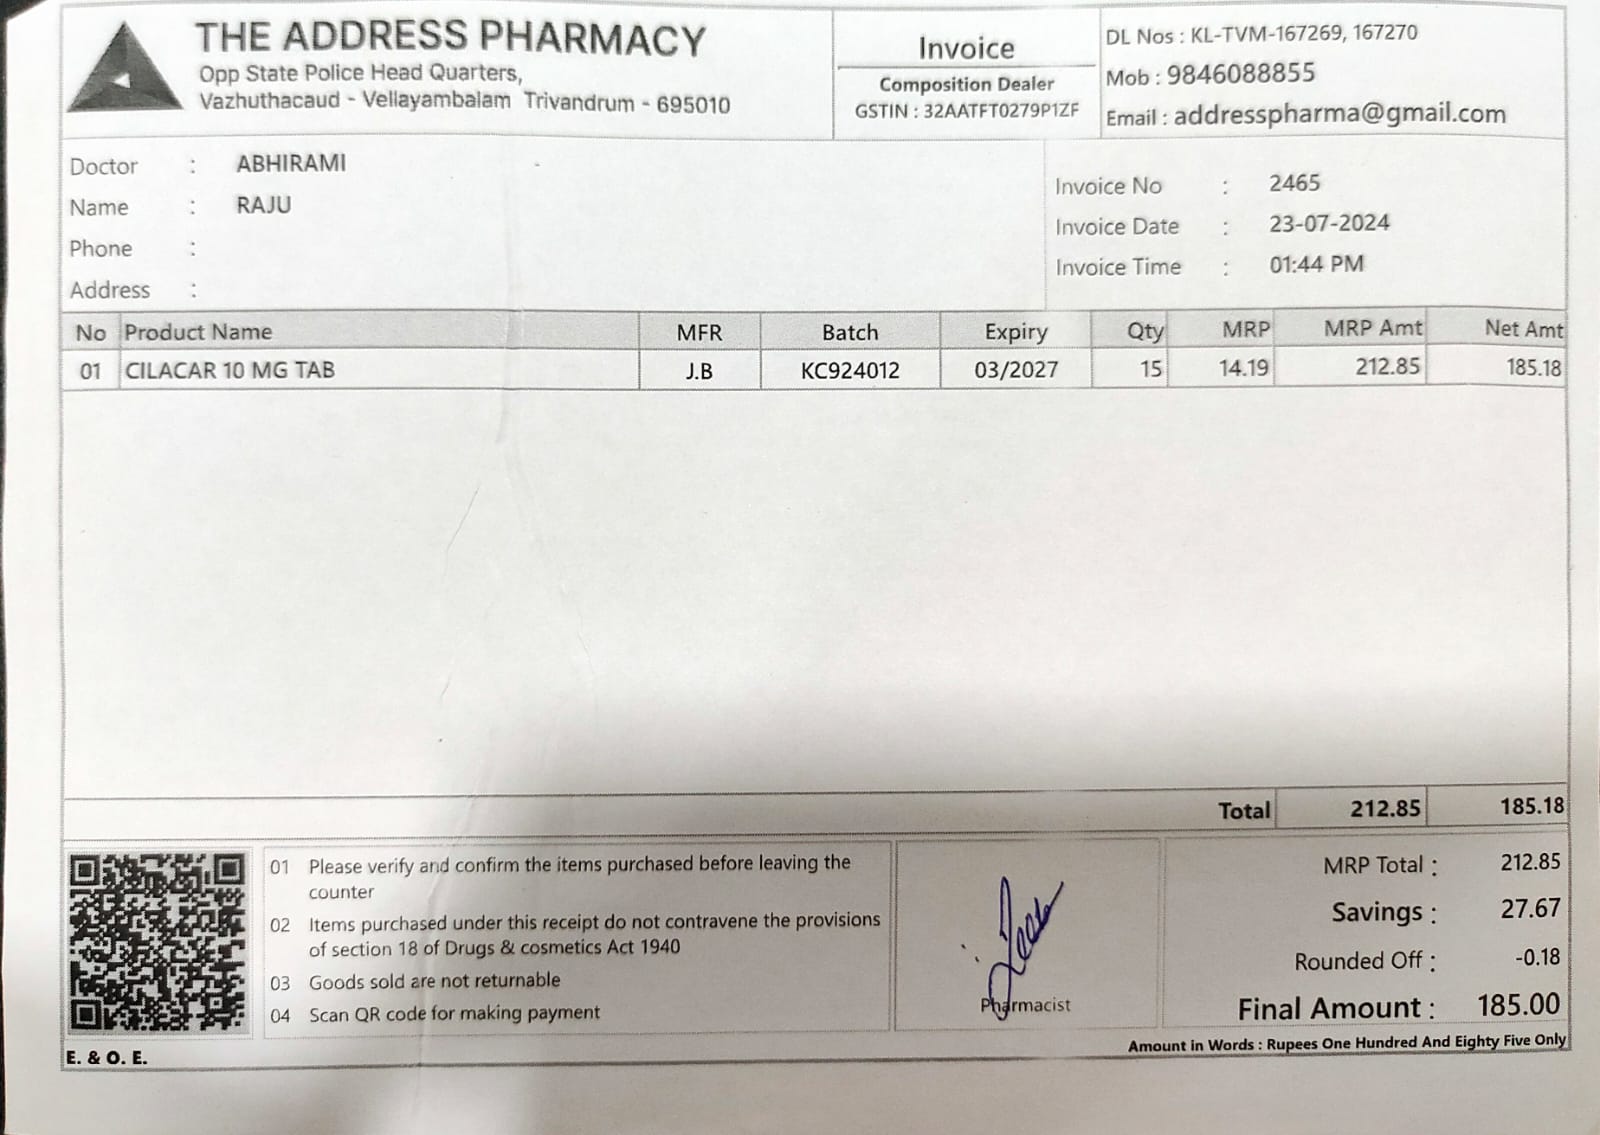 THE ADDRESS PHARMACY
Opp State Police Head Quarters,
Vazhuthacaud - Vellayambalam Trivandrum - 695010
Invoice
Composition Dealer
GSTIN : 32AATFT0279P1ZF
DL Nos : KL-TVM-167269, 167270
Mob : 9846088855
Email : addresspharma@gmail.com
Doctor : ABHIRAMI
Name : RAJU
Phone :
Address :
Invoice No : 2465
Invoice Date : 23-07-2024
Invoice Time : 01:44 PM
No Product Name MFR Batch Expiry Qty MRP MRP Amt Net Amt
01 CILACAR 10 MG TAB J.B KC924012 03/2027 15 14.19 212.85 185.18
Total 212.85 185.18
01 Please verify and confirm the items purchased before leaving the
counter
02 Items purchased under this receipt do not contravene the provisions
of section 18 of Drugs & cosmetics Act 1940
03 Goods sold are not returnable
04 Scan QR code for making payment
Pharmacist
MRP Total : 212.85
Savings : 27.67
Rounded Off : -0.18
Final Amount : 185.00
Amount in Words : Rupees One Hundred And Eighty Five Only
E. & O. E.